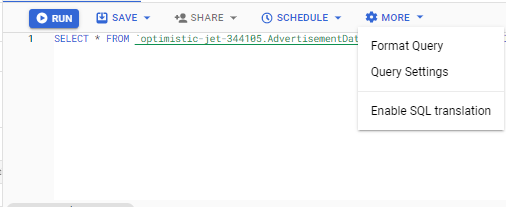 RUN SAVE SHARE SCHEDULE MORE
1 SELECT * FROM `optimistic-jet-344105.AdvertisementDat
Format Query
Query Settings
Enable SQL translation